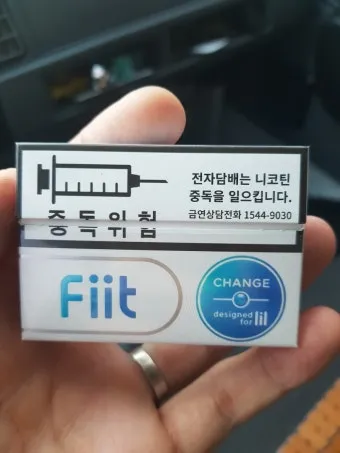 전자담배는 니코틴
중독을 일으킵니다.
금연상담전화 1544-9030
중독위험
Fiit
CHANGE
designed
for lil